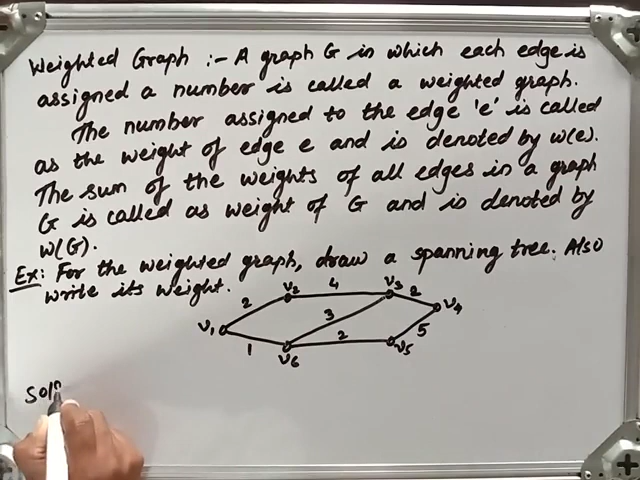 Weighted Graph :- A graph G in which each edge is
assigned a number is called a weighted graph.
The number assigned to the edge 'e' is called
as the weight of edge e and is denoted by w(e).
The sum of the weights of all edges in a graph
G is called as weight of G and is denoted by
W(G).
Ex: For the weighted graph, draw a spanning tree. Also
write its weight.
v2 4 v3 2 v4
2 3 5
v1 1 v6 2 v5
Sol